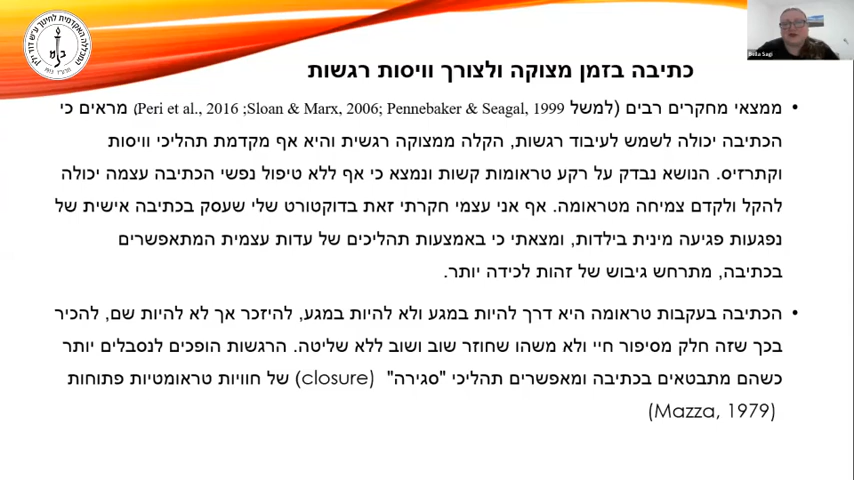 המכללה האקדמית לחינוך ע"ש דוד ילין
Bella Sagi
כתיבה בזמן מצוקה ולצורך וויסות רגשות
• ממצאי מחקרים רבים (למשל Peri et al., 2016 ;Sloan & Marx, 2006; Pennebaker & Seagal, 1999) מראים כי
הכתיבה יכולה לשמש לעיבוד רגשות, הקלה ממצוקה רגשית והיא אף מקדמת תהליכי וויסות
וקתרזיס. הנושא נבדק על רקע טראומות קשות ונמצא כי אף ללא טיפול נפשי הכתיבה עצמה יכולה
להקל ולקדם צמיחה מטראומה. אף אני עצמי חקרתי זאת בדוקטורט שלי שעסק בכתיבה אישית של
נפגעות פגיעה מינית בילדות, ומצאתי כי באמצעות תהליכים של עדות עצמית המתאפשרים
בכתיבה, מתרחש גיבוש של זהות לכידה יותר.
• הכתיבה בעקבות טראומה היא דרך להיות במגע ולא להיות במגע, להיזכר אך לא להיות שם, להכיר
בכך שזה חלק מסיפור חיי ולא משהו שחוזר שוב ושוב ללא שליטה. הרגשות הופכים לנסבלים יותר
כשהם מתבטאים בכתיבה ומאפשרים תהליכי "סגירה" (closure) של חוויות טראומטיות פתוחות
(Mazza, 1979)